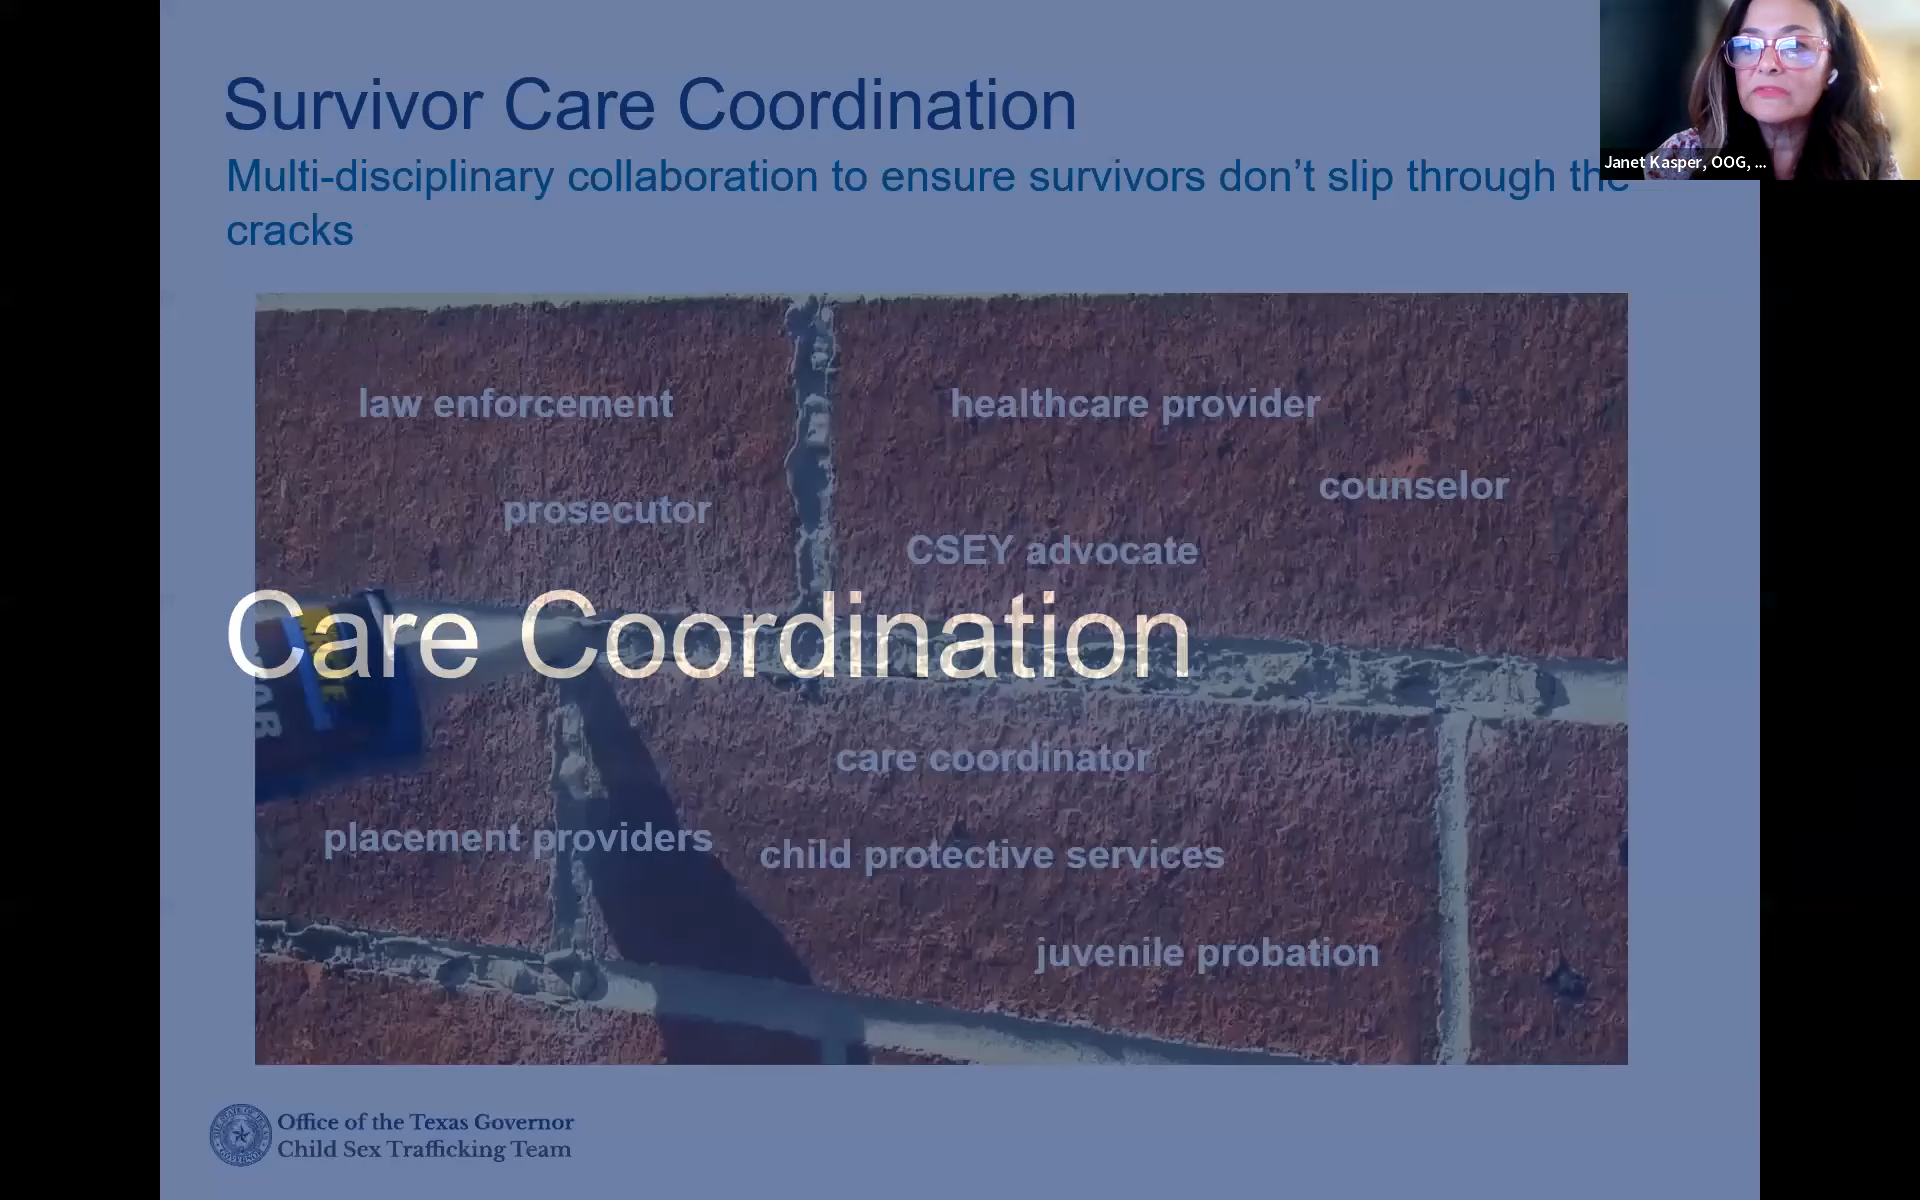 Survivor Care Coordination
Multi-disciplinary collaboration to ensure survivors don’t slip through the
cracks
Janet Kasper, OOG, ...
law enforcement
healthcare provider
counselor
prosecutor
CSEY advocate
Care Coordination
care coordinator
placement providers
child protective services
juvenile probation
Office of the Texas Governor
Child Sex Trafficking Team